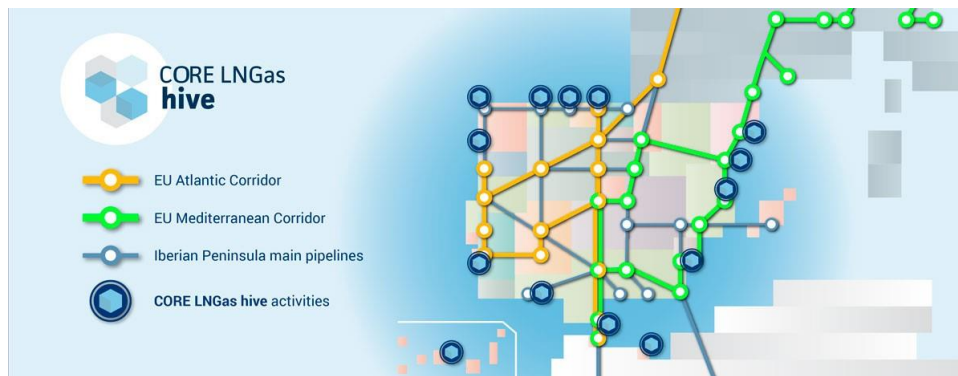 CORE LNGas
hive
EU Atlantic Corridor
EU Mediterranean Corridor
Iberian Peninsula main pipelines
CORE LNGas hive activities